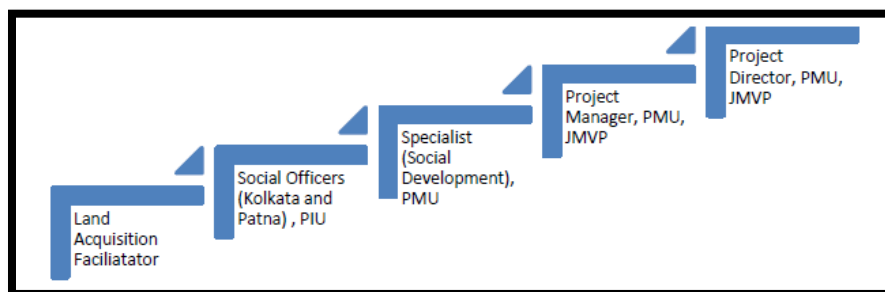 Land
Acquisition
Faciliatator
Social Officers
(Kolkata and
Patna) , PIU
Specialist
(Social
Development),
PMU
Project
Manager, PMU,
JMVP
Project
Director, PMU,
JMVP